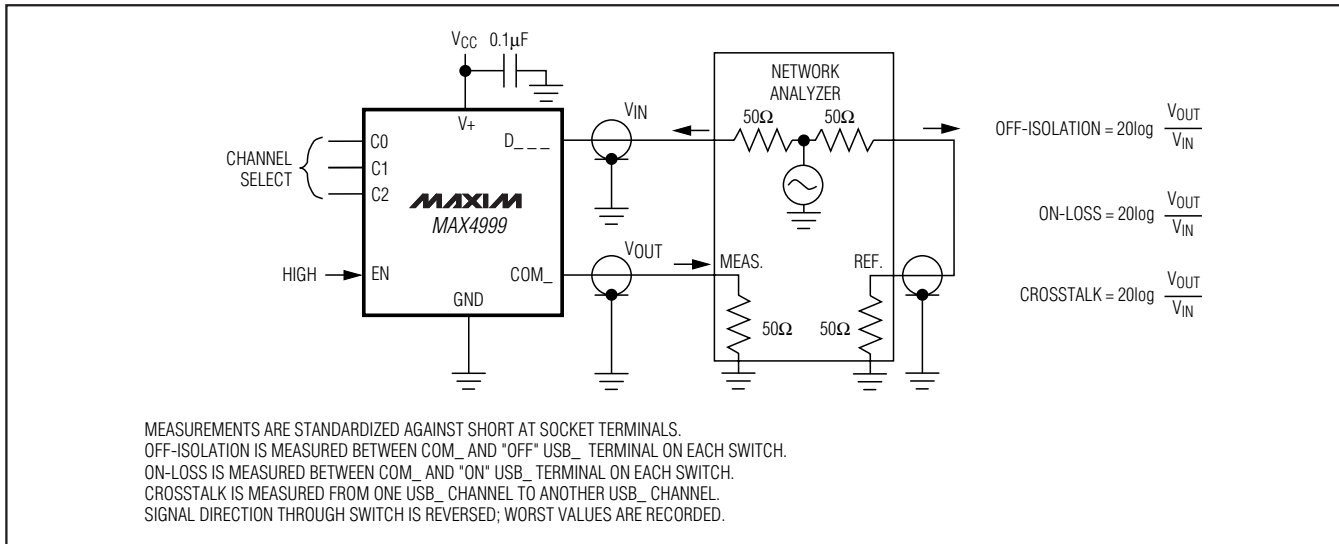 VCC 0.1µF
NETWORK
ANALYZER
VIN
50Ω 50Ω
V+
C0
C1
C2
CHANNEL
SELECT
D_ _ _
MAXIM
MAX4999
HIGH
EN
COM_
GND
VOUT
MEAS.
REF.
50Ω
50Ω
OFF-ISOLATION = 20log VOUT
VIN
ON-LOSS = 20log VOUT
VIN
CROSSTALK = 20log VOUT
VIN
MEASUREMENTS ARE STANDARDIZED AGAINST SHORT AT SOCKET TERMINALS.
OFF-ISOLATION IS MEASURED BETWEEN COM_ AND "OFF" USB_ TERMINAL ON EACH SWITCH.
ON-LOSS IS MEASURED BETWEEN COM_ AND "ON" USB_ TERMINAL ON EACH SWITCH.
CROSSTALK IS MEASURED FROM ONE USB_ CHANNEL TO ANOTHER USB_ CHANNEL.
SIGNAL DIRECTION THROUGH SWITCH IS REVERSED; WORST VALUES ARE RECORDED.